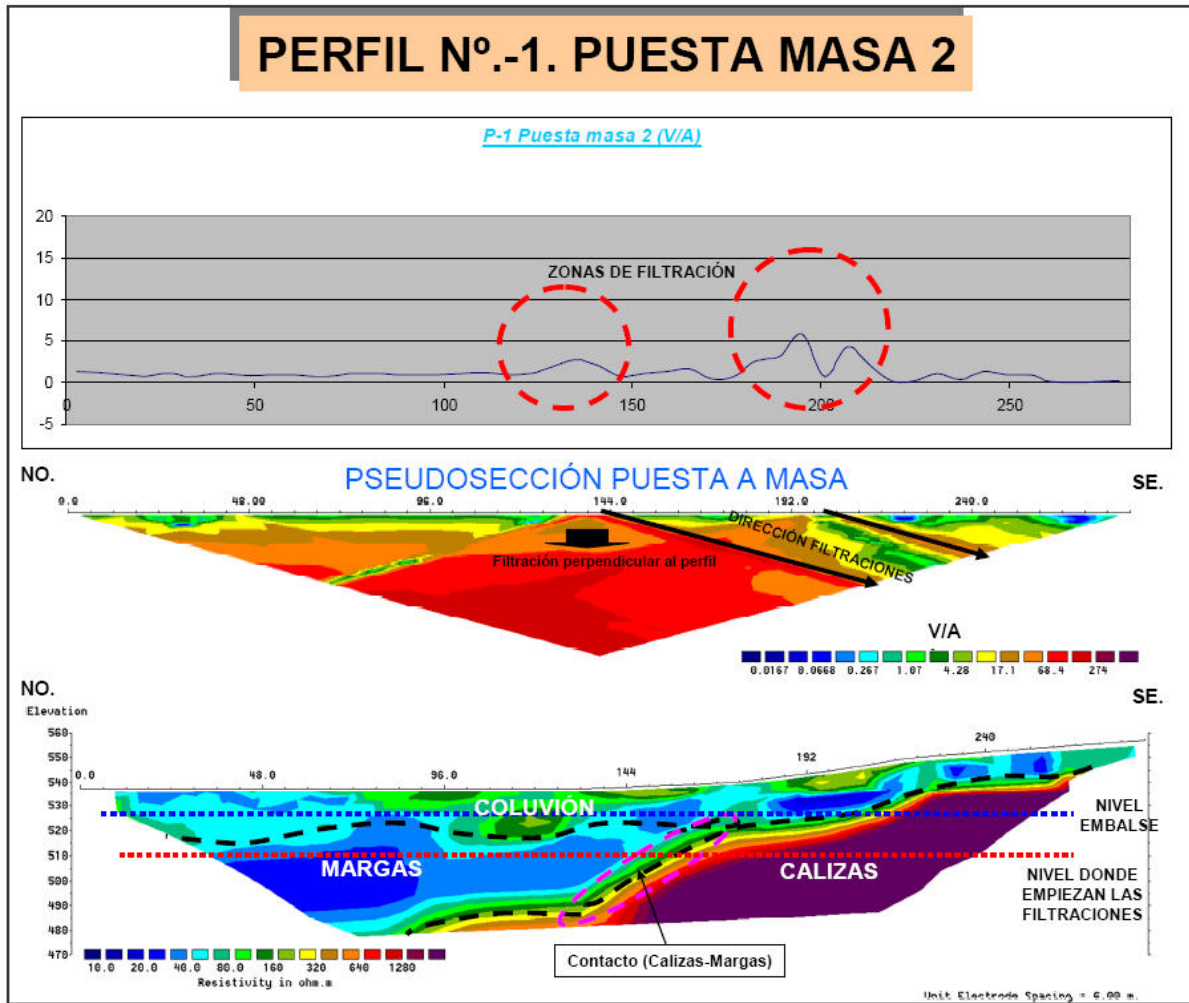 PERFIL Nº.-1. PUESTA MASA 2
P-1 Puesta masa 2 (V/A)
20
15
10
5
0
-5
ZONAS DE FILTRACIÓN
0 50 100 150 200 250
NO.
PSEUDOSECCIÓN PUESTA A MASA
SE.
0.0 48.00 96.0 144.0 192.0 240.0
DIRECCIÓN FILTRACIONES
Filtración perpendicular al perfil
V/A
0.0167 0.0668 0.267 1.07 4.28 17.1 68.4 274
NO.
SE.
Elevation
560
550
540
530
520
510
500
490
480
470
0.0 48.0 96.0 144 192 240
COLUVIÓN
NIVEL
EMBALSE
MARGAS
CALIZAS
NIVEL DONDE
EMPIEZAN LAS
FILTRACIONES
Contacto (Calizas-Margas)
10.0 20.0 40.0 80.0 160 320 640 1280
Resistivity in ohm.m
Unit Electrode Spacing = 6.00 m.